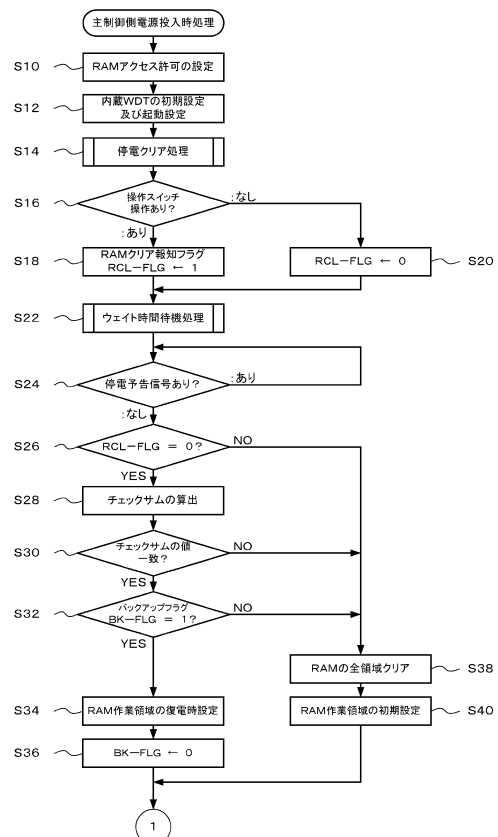 主制御側電源投入時処理
S10
RAMアクセス許可の設定
S12
内蔵WDTの初期設定
及び起動設定
S14
停電クリア処理
S16
操作スイッチ
操作あり?
:なし
:あり
S18
RAMクリア報知フラグ
RCL-FLG ← 1
RCL-FLG ← 0
S20
S22
ウェイト時間待機処理
S24
停電予告信号あり?
:あり
:なし
S26
RCL-FLG = 0?
NO
YES
S28
チェックサムの算出
S30
チェックサムの値
一致?
NO
YES
S32
バックアップフラグ
BK-FLG = 1?
NO
YES
RAMの全領域クリア
S38
S34
RAM作業領域の復電時設定
RAM作業領域の初期設定
S40
S36
BK-FLG ← 0
1